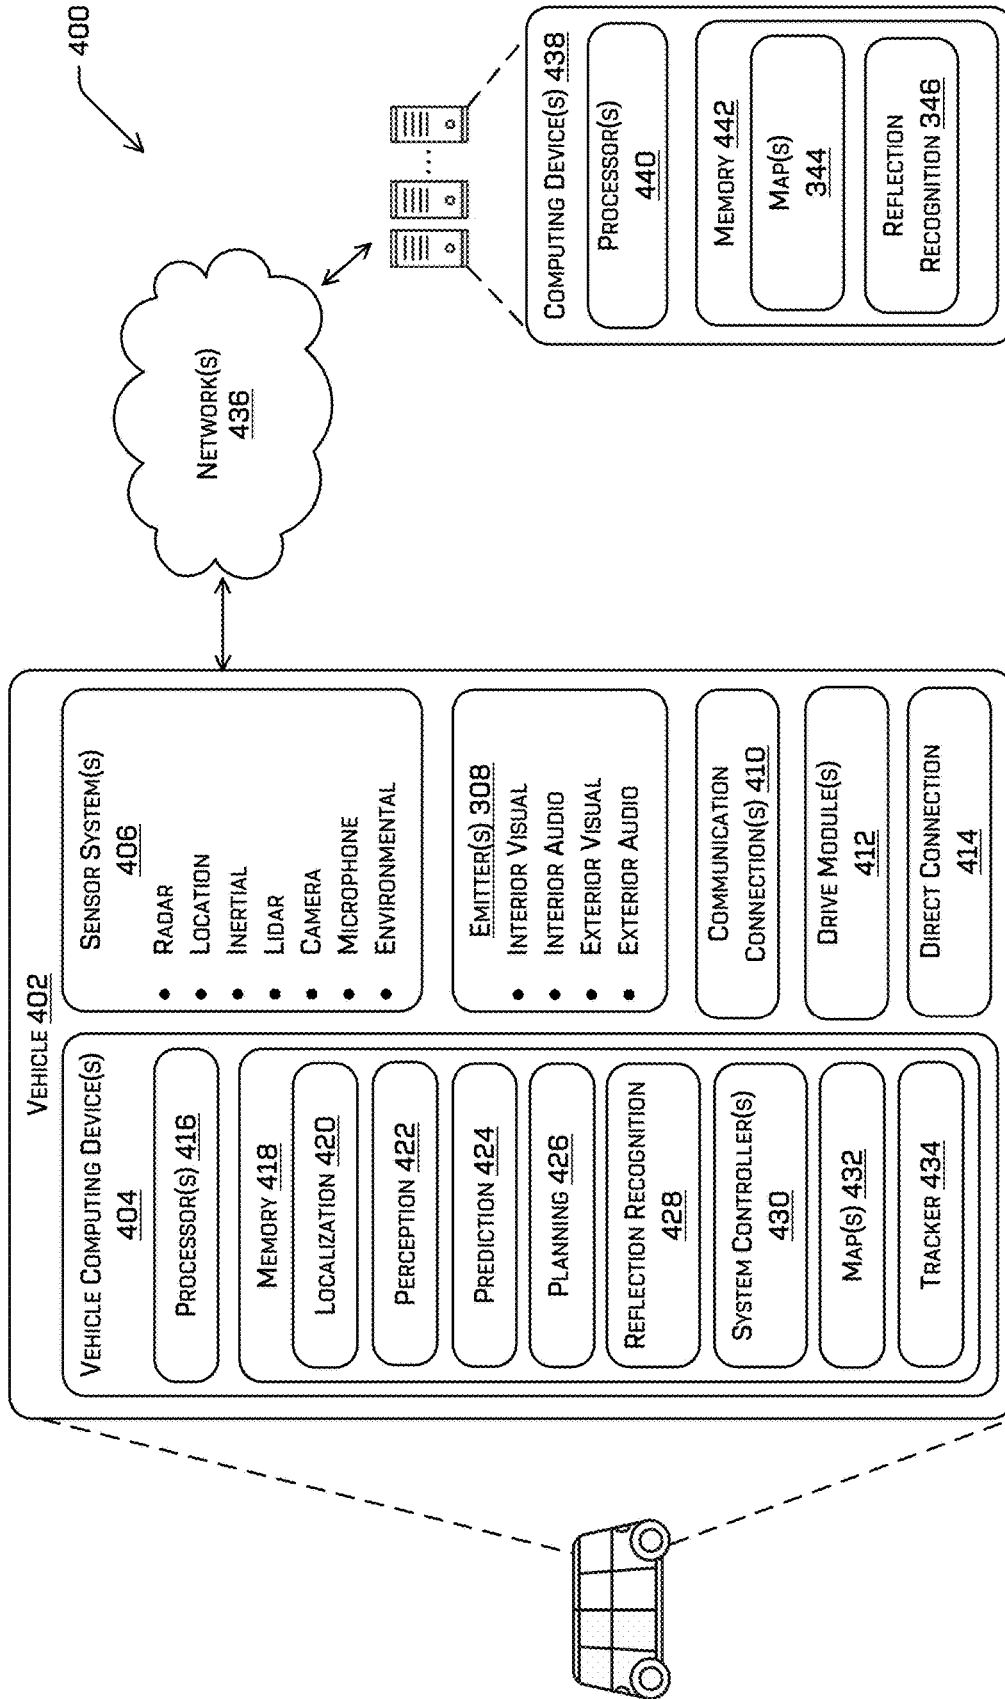 400
VEHICLE 402
VEHICLE COMPUTING DEVICE(S)
404
PROCESSOR(S) 416
MEMORY 418
LOCALIZATION 420
PERCEPTION 422
PREDICTION 424
PLANNING 426
REFLECTION RECOGNITION
428
SYSTEM CONTROLLER(S)
430
MAP(S) 432
TRACKER 434
SENSOR SYSTEM(S)
406
• RADAR
• LOCATION
• INERTIAL
• LIDAR
• CAMERA
• MICROPHONE
• ENVIRONMENTAL
EMITTER(S) 308
• INTERIOR VISUAL
• INTERIOR AUDIO
• EXTERIOR VISUAL
• EXTERIOR AUDIO
COMMUNICATION
CONNECTION(S) 410
DRIVE MODULE(S)
412
DIRECT CONNECTION
414
NETWORK(S)
436
COMPUTING DEVICE(S) 438
PROCESSOR(S)
440
MEMORY 442
MAP(S)
344
REFLECTION
RECOGNITION 346